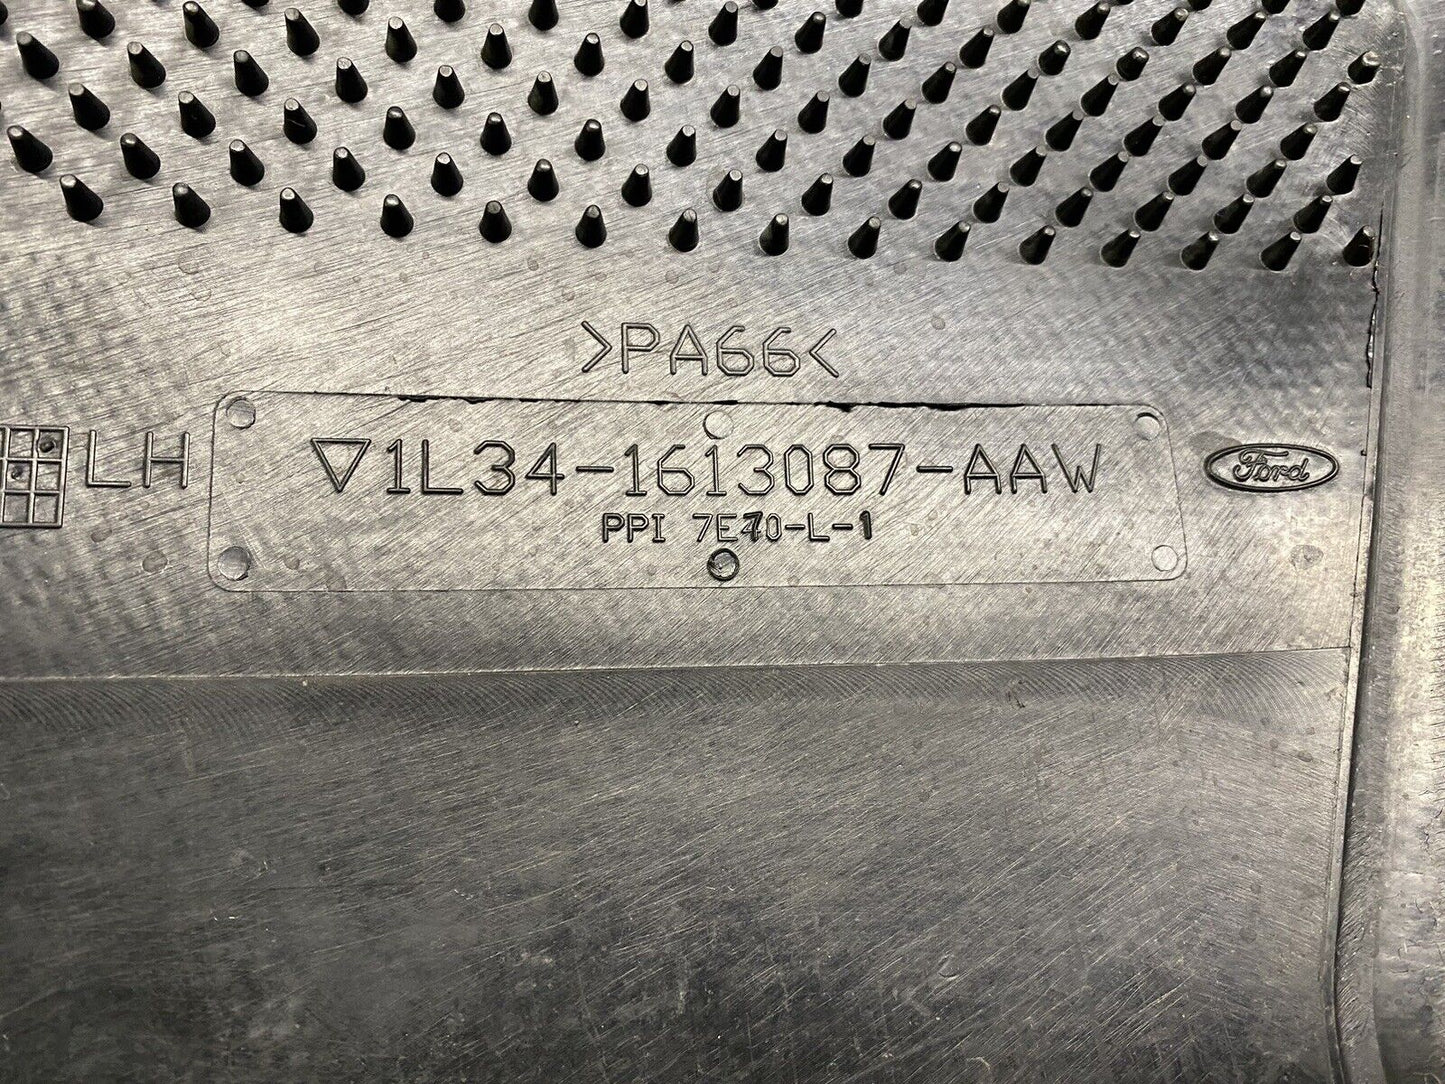 >PA66<
LH
▽1L34-1613087-AAW
Ford
PPI 7E70-L-1